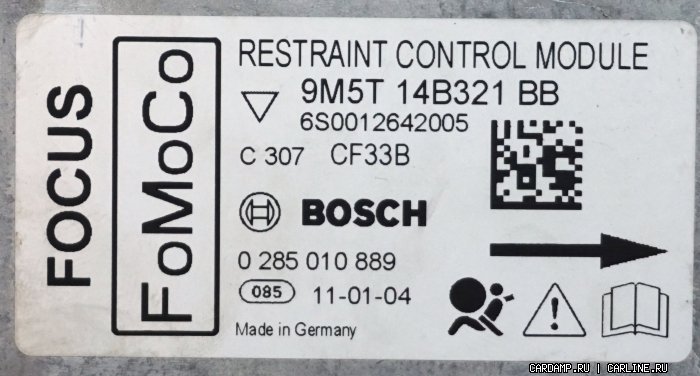 FOCUS
FoMoCo
RESTRAINT CONTROL MODULE
9M5T 14B321 BB
6S0012642005
C 307 CF33B
BOSCH
0 285 010 889
085 11-01-04
Made in Germany
CARDAMP.RU | CARLINE.RU